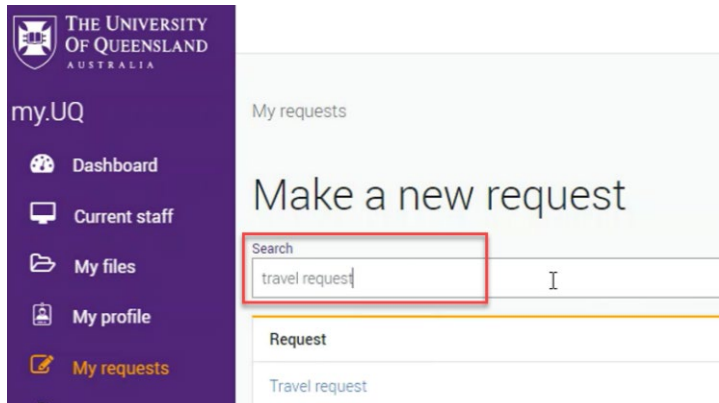 THE UNIVERSITY
OF QUEENSLAND
AUSTRALIA
my.UQ
Dashboard
Current staff
My files
My profile
My requests
My requests
Make a new request
Search
travel request
Request
Travel request